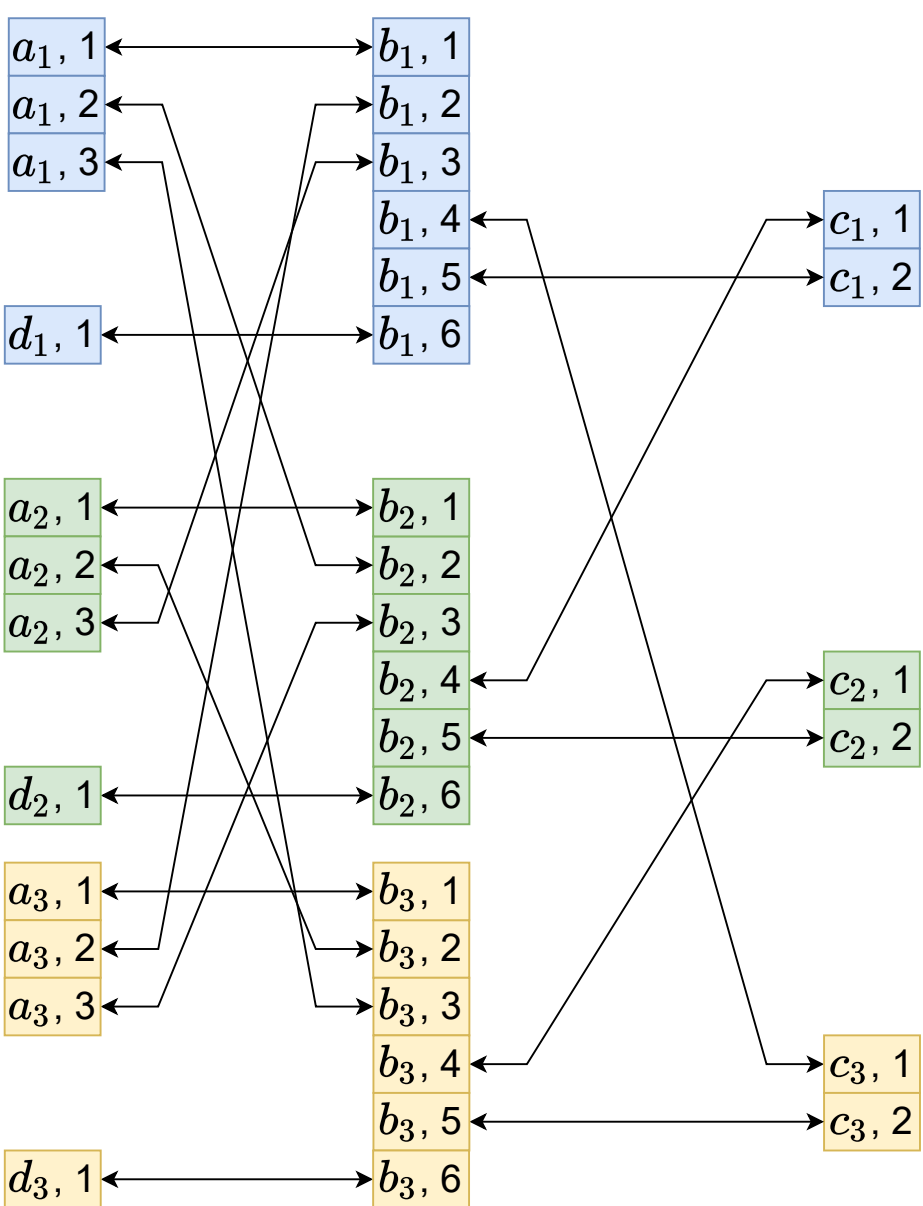 a₁, 1
a₁, 2
a₁, 3
d₁, 1
a₂, 1
a₂, 2
a₂, 3
d₂, 1
a₃, 1
a₃, 2
a₃, 3
d₃, 1
b₁, 1
b₁, 2
b₁, 3
b₁, 4
b₁, 5
b₁, 6
b₂, 1
b₂, 2
b₂, 3
b₂, 4
b₂, 5
b₂, 6
b₃, 1
b₃, 2
b₃, 3
b₃, 4
b₃, 5
b₃, 6
c₁, 1
c₁, 2
c₂, 1
c₂, 2
c₃, 1
c₃, 2